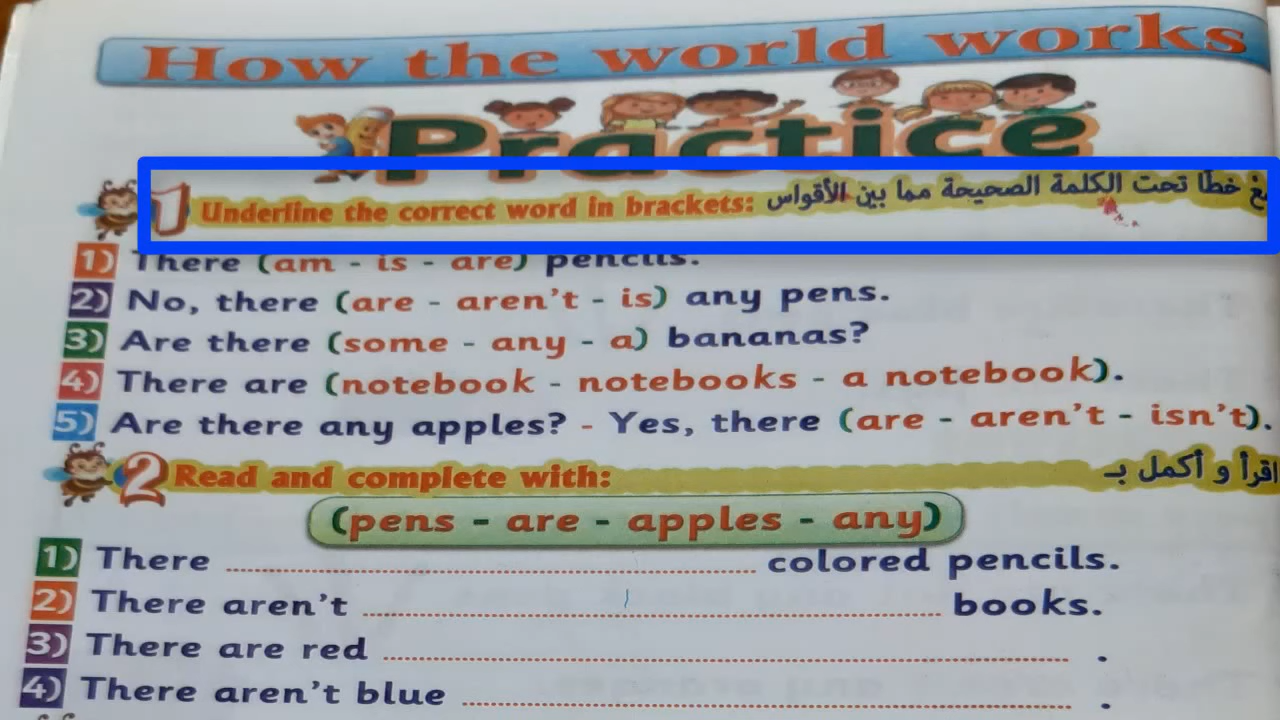 How the world works
Practice
1 Underline the correct word in brackets: خطًا تحت الكلمة الصحيحة مما بين الأقواس
1) There (am - is - are) pencils.
2) No, there (are - aren't - is) any pens.
3) Are there (some - any - a) bananas?
4) There are (notebook - notebooks - a notebook).
5) Are there any apples? - Yes, there (are - aren't - isn't).
2 Read and complete with: اقرأ و أكمل بـ
(pens - are - apples - any)
1) There ........ colored pencils.
2) There aren't ........ books.
3) There are red ........ .
4) There aren't blue ........ .